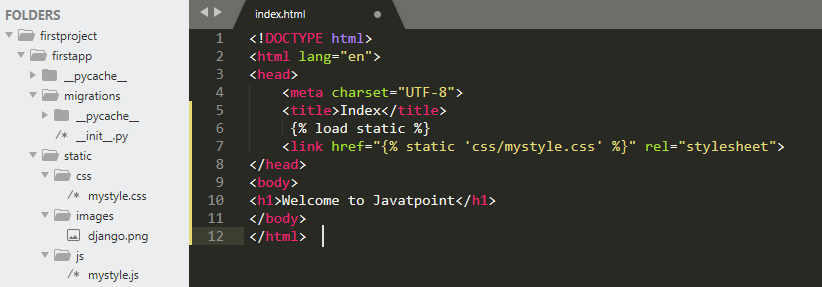 FOLDERS
firstproject
firstapp
__pycache__
migrations
__pycache__
/* __init__.py
static
css
/* mystyle.css
images
django.png
js
/* mystyle.js
index.html
1 <!DOCTYPE html>
2 <html lang="en">
3 <head>
4 <meta charset="UTF-8">
5 <title>Index</title>
6 {% load static %}
7 <link href="{% static 'css/mystyle.css' %}" rel="stylesheet">
8 </head>
9 <body>
10 <h1>Welcome to Javatpoint</h1>
11 </body>
12 </html>